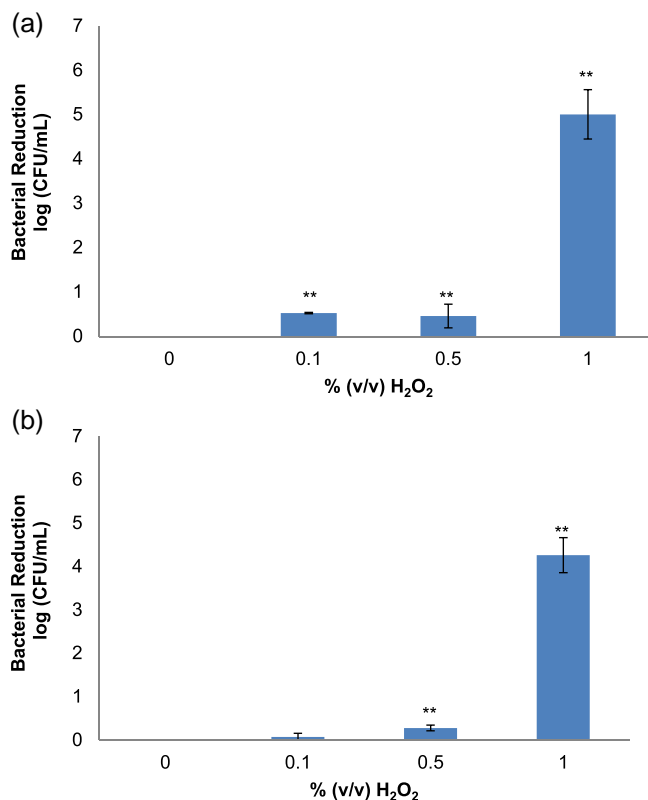 (a)
Bacterial Reduction
log (CFU/mL)
7
6
5
4
3
2
1
0
**
**
**
0 0.1 0.5 1
% (v/v) H₂O₂
(b)
Bacterial Reduction
log (CFU/mL)
7
6
5
4
3
2
1
0
**
**
0 0.1 0.5 1
% (v/v) H₂O₂